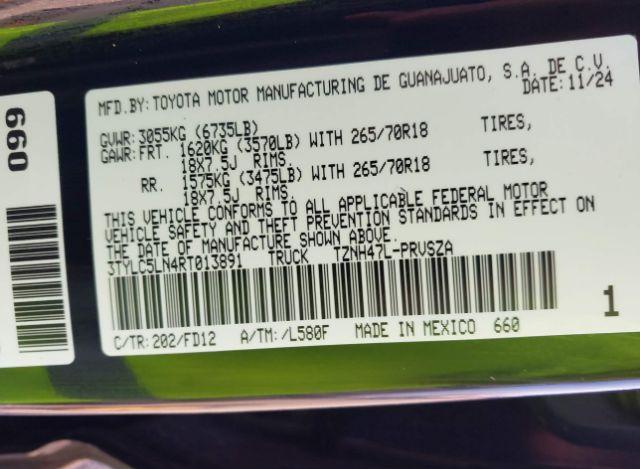 MFD.BY:TOYOTA MOTOR MANUFACTURING DE GUANAJUATO, S.A. DE C.V.
DATE:11/24
GVWR:3055KG (6735LB)
GAWR:FRT. 1620KG (3570LB) WITH 265/70R18 TIRES,
18X7.5J RIMS.
RR. 1575KG (3475LB) WITH 265/70R18 TIRES,
18X7.5J RIMS.
THIS VEHICLE CONFORMS TO ALL APPLICABLE FEDERAL MOTOR
VEHICLE SAFETY AND THEFT PREVENTION STANDARDS IN EFFECT ON
THE DATE OF MANUFACTURE SHOWN ABOVE.
3TYLC5LN4RT013891 TRUCK TZNH47L-PRVSZA
C/TR:202/FD12 A/TM:/L580F MADE IN MEXICO 660
1
099